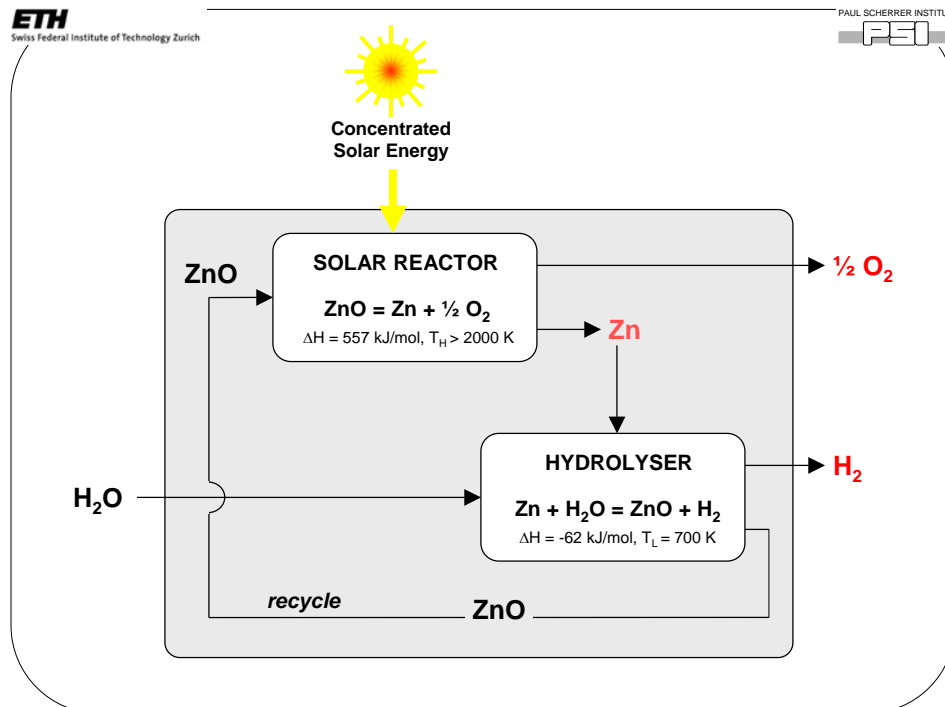 ETH
Swiss Federal Institute of Technology Zurich
PAUL SCHERRER INSTITU
PSI
Concentrated
Solar Energy
SOLAR REACTOR
ZnO = Zn + ½ O₂
ΔH = 557 kJ/mol, T_H > 2000 K
ZnO
½ O₂
Zn
HYDROLYSER
Zn + H₂O = ZnO + H₂
ΔH = -62 kJ/mol, T_L = 700 K
H₂O
H₂
recycle
ZnO